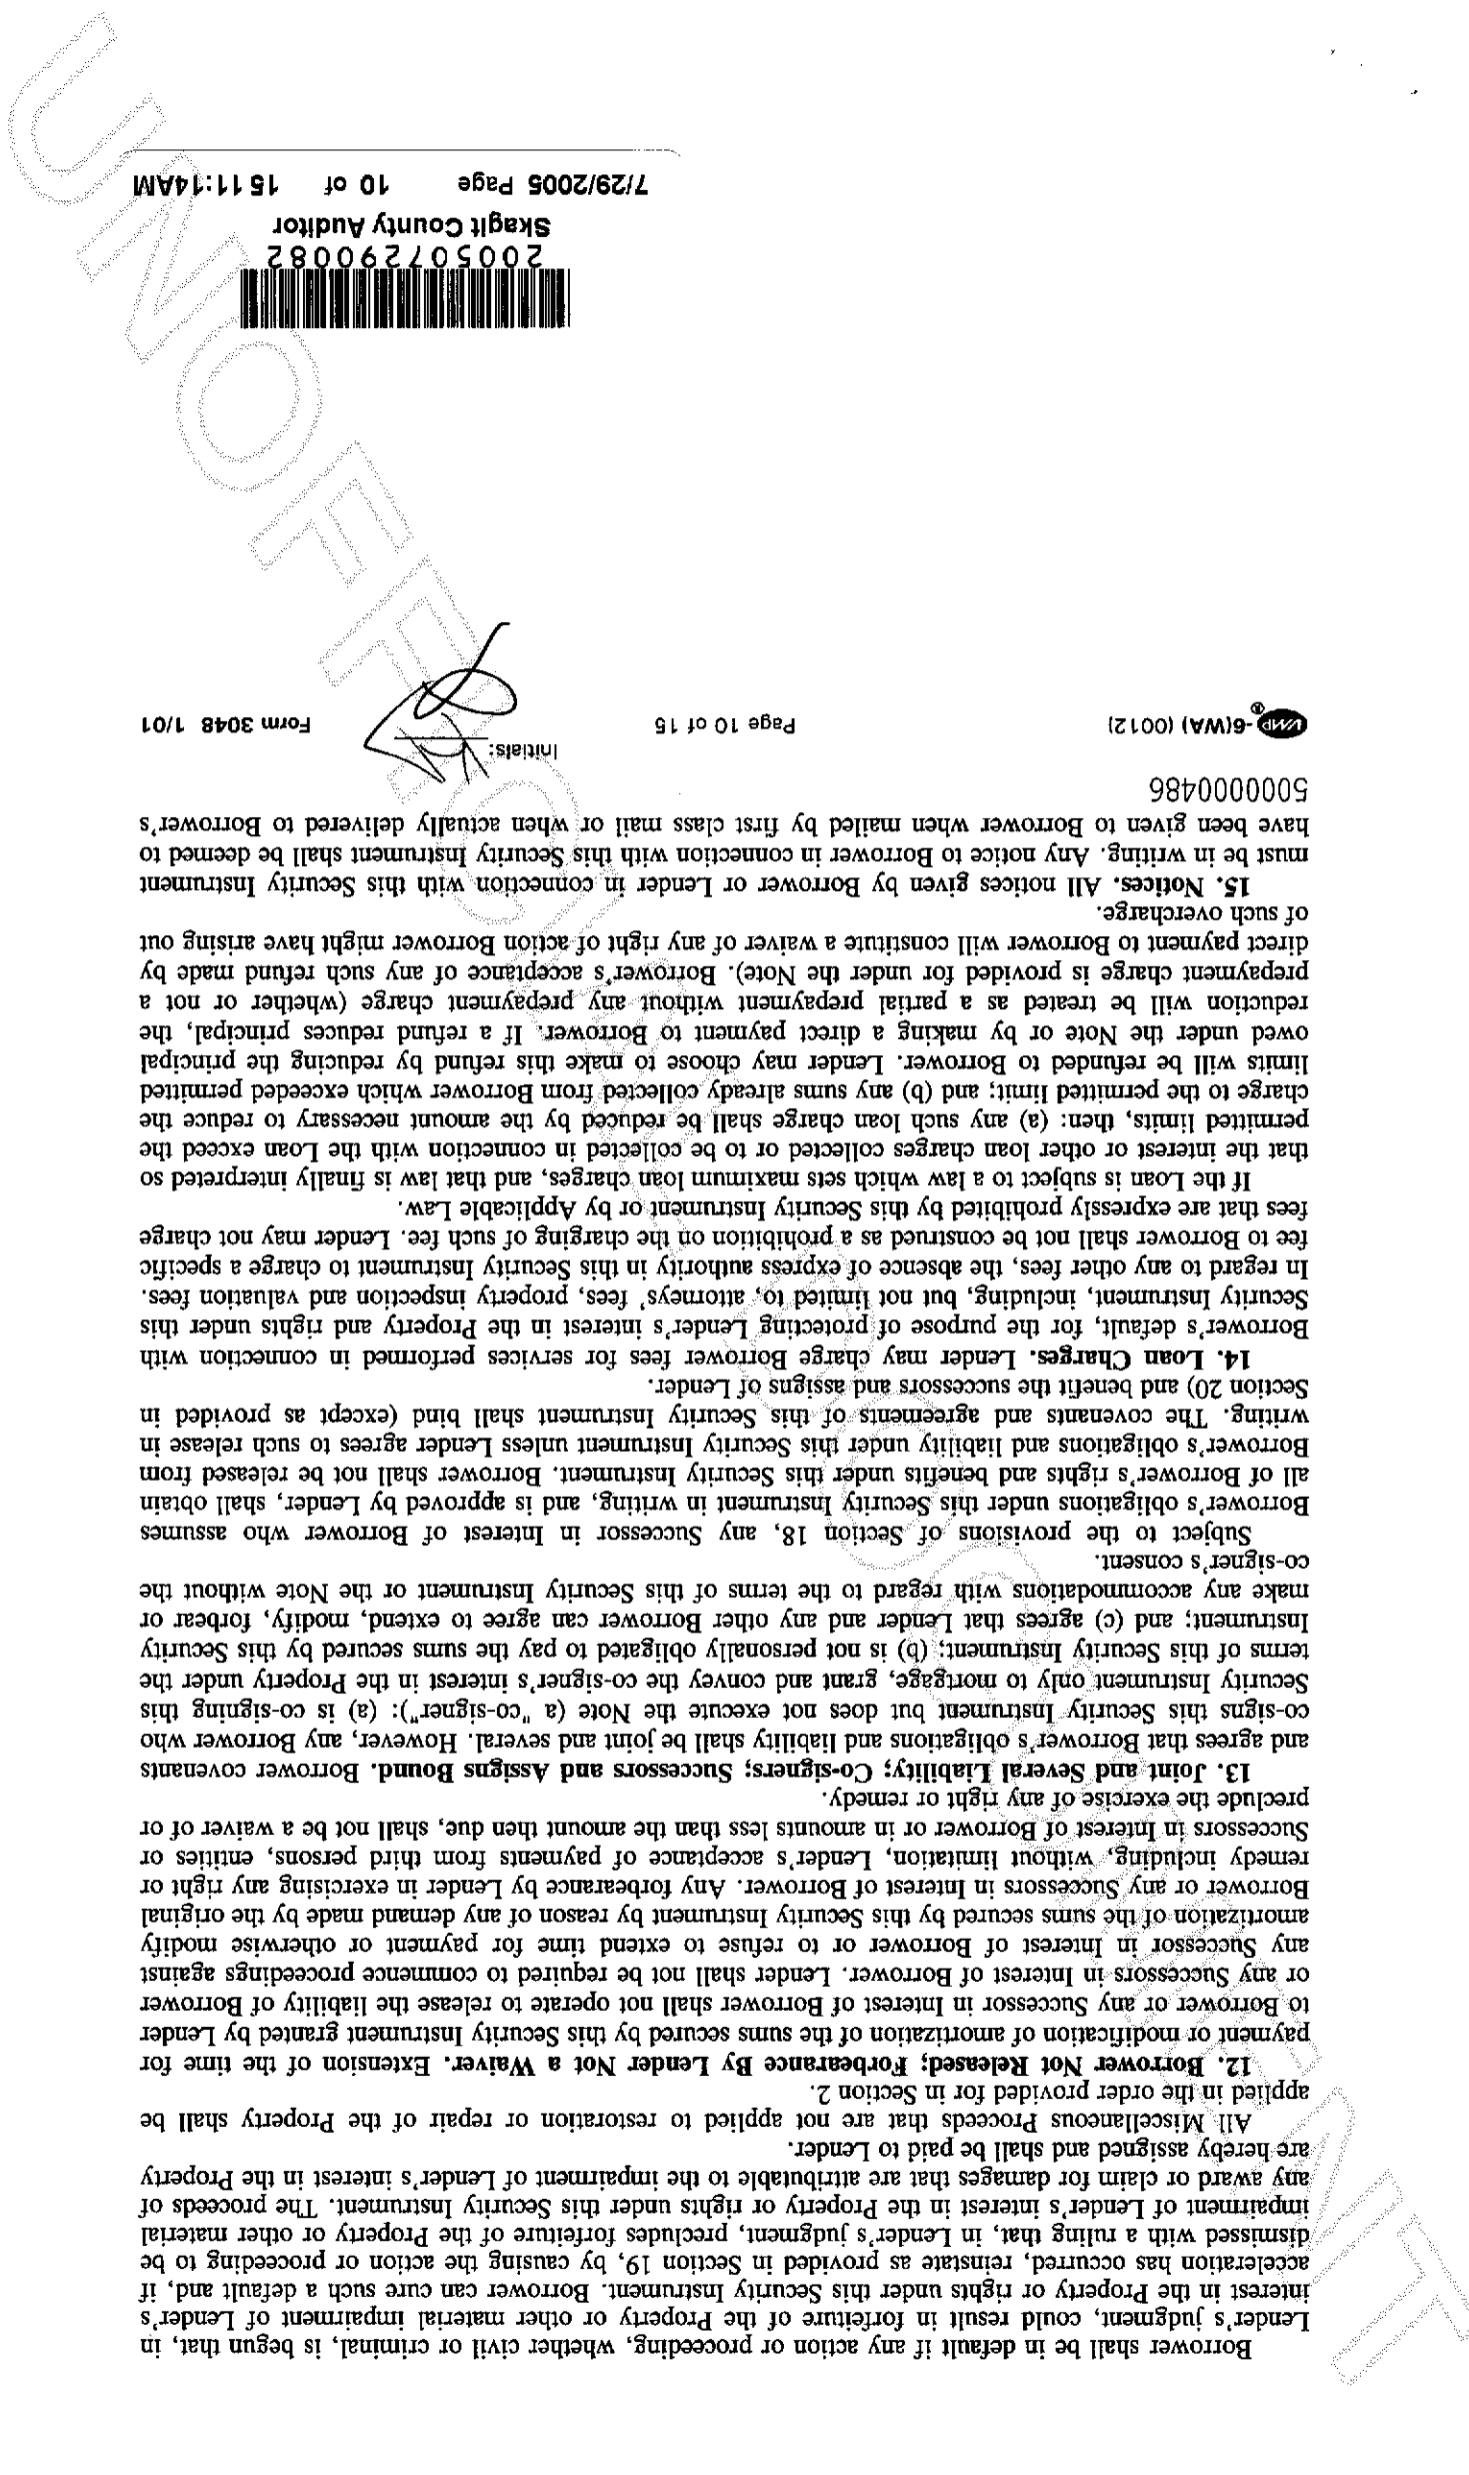 Borrower shall be in default if any action or proceeding, whether civil or criminal, is begun that, in
Lender's judgment, could result in forfeiture of the Property or other material impairment of Lender's
interest in the Property or rights under this Security Instrument. Borrower can cure such a default and, if
acceleration has occurred, reinstate as provided in Section 19, by causing the action or proceeding to be
dismissed with a ruling that, in Lender's judgment, precludes forfeiture of the Property or other material
impairment of Lender's interest in the Property or rights under this Security Instrument. The proceeds of
any award or claim for damages that are attributable to the impairment of Lender's interest in the Property
are hereby assigned and shall be paid to Lender.
All Miscellaneous Proceeds that are not applied to restoration or repair of the Property shall be
applied in the order provided for in Section 2.
12. Borrower Not Released; Forbearance By Lender Not a Waiver. Extension of the time for
payment or modification of amortization of the sums secured by this Security Instrument granted by Lender
to Borrower or any Successor in Interest of Borrower shall not operate to release the liability of Borrower
or any Successors in Interest of Borrower. Lender shall not be required to commence proceedings against
any Successor in Interest of Borrower or to refuse to extend time for payment or otherwise modify
amortization of the sums secured by this Security Instrument by reason of any demand made by the original
Borrower or any Successors in Interest of Borrower. Any forbearance by Lender in exercising any right or
remedy including, without limitation, Lender's acceptance of payments from third persons, entities or
Successors in Interest of Borrower or in amounts less than the amount then due, shall not be a waiver of or
preclude the exercise of any right or remedy.
13. Joint and Several Liability; Co-signers; Successors and Assigns Bound. Borrower covenants
and agrees that Borrower's obligations and liability shall be joint and several. However, any Borrower who
co-signs this Security Instrument but does not execute the Note (a "co-signer"): (a) is co-signing this
Security Instrument only to mortgage, grant and convey the co-signer's interest in the Property under the
terms of this Security Instrument; (b) is not personally obligated to pay the sums secured by this Security
Instrument; and (c) agrees that Lender and any other Borrower can agree to extend, modify, forbear or
make any accommodations with regard to the terms of this Security Instrument or the Note without the
co-signer's consent.
Subject to the provisions of Section 18, any Successor in Interest of Borrower who assumes
Borrower's obligations under this Security Instrument in writing, and is approved by Lender, shall obtain
all of Borrower's rights and benefits under this Security Instrument. Borrower shall not be released from
Borrower's obligations and liability under this Security Instrument unless Lender agrees to such release in
writing. The covenants and agreements of this Security Instrument shall bind (except as provided in
Section 20) and benefit the successors and assigns of Lender.
14. Loan Charges. Lender may charge Borrower fees for services performed in connection with
Borrower's default, for the purpose of protecting Lender's interest in the Property and rights under this
Security Instrument, including, but not limited to, attorneys' fees, property inspection and valuation fees.
In regard to any other fees, the absence of express authority in this Security Instrument to charge a specific
fee to Borrower shall not be construed as a prohibition on the charging of such fee. Lender may not charge
fees that are expressly prohibited by this Security Instrument or by Applicable Law.
If the Loan is subject to a law which sets maximum loan charges, and that law is finally interpreted so
that the interest or other loan charges collected or to be collected in connection with the Loan exceed the
permitted limits, then: (a) any such loan charge shall be reduced by the amount necessary to reduce the
charge to the permitted limit; and (b) any sums already collected from Borrower which exceeded permitted
limits will be refunded to Borrower. Lender may choose to make this refund by reducing the principal
owed under the Note or by making a direct payment to Borrower. If a refund reduces principal, the
reduction will be treated as a partial prepayment without any prepayment charge (whether or not a
prepayment charge is provided for under the Note). Borrower's acceptance of any such refund made by
direct payment to Borrower will constitute a waiver of any right of action Borrower might have arising out
of such overcharge.
15. Notices. All notices given by Borrower or Lender in connection with this Security Instrument
must be in writing. Any notice to Borrower in connection with this Security Instrument shall be deemed to
have been given to Borrower when mailed by first class mail or when actually delivered to Borrower's
5000000486
Initials:
VMP®-6(WA) (0012) Page 10 of 15 Form 3048 1/01
200507290082
Skagit County Auditor
7/29/2005 Page 10 of 15 11:14AM
UNOFFICIAL DOCUMENT